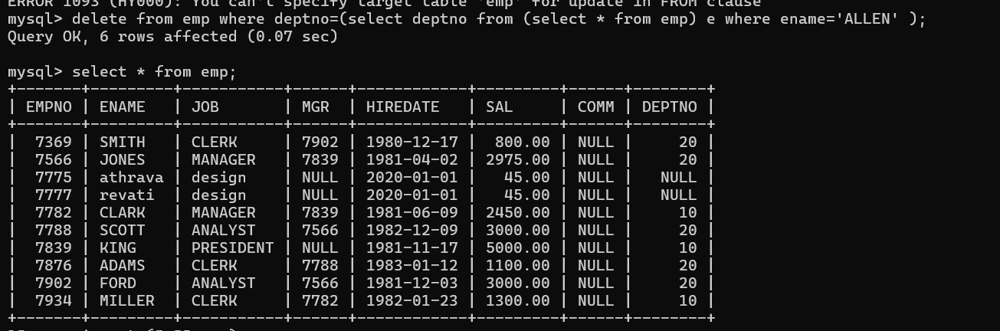 ERROR 1093 (HY000): You can't specify target table 'emp' for update in FROM clause
mysql> delete from emp where deptno=(select deptno from (select * from emp) e where ename='ALLEN' );
Query OK, 6 rows affected (0.07 sec)
mysql> select * from emp;
+-------+---------+-----------+------+------------+---------+------+--------+
| EMPNO | ENAME   | JOB       | MGR  | HIREDATE   | SAL     | COMM | DEPTNO |
+-------+---------+-----------+------+------------+---------+------+--------+
|  7369 | SMITH   | CLERK     | 7902 | 1980-12-17 |  800.00 | NULL |     20 |
|  7566 | JONES   | MANAGER   | 7839 | 1981-04-02 | 2975.00 | NULL |     20 |
|  7775 | athrava | design    | NULL | 2020-01-01 |   45.00 | NULL |   NULL |
|  7777 | revati  | design    | NULL | 2020-01-01 |   45.00 | NULL |   NULL |
|  7782 | CLARK   | MANAGER   | 7839 | 1981-06-09 | 2450.00 | NULL |     10 |
|  7788 | SCOTT   | ANALYST   | 7566 | 1982-12-09 | 3000.00 | NULL |     20 |
|  7839 | KING    | PRESIDENT | NULL | 1981-11-17 | 5000.00 | NULL |     10 |
|  7876 | ADAMS   | CLERK     | 7788 | 1983-01-12 | 1100.00 | NULL |     20 |
|  7902 | FORD    | ANALYST   | 7566 | 1981-12-03 | 3000.00 | NULL |     20 |
|  7934 | MILLER  | CLERK     | 7782 | 1982-01-23 | 1300.00 | NULL |     10 |
+-------+---------+-----------+------+------------+---------+------+--------+